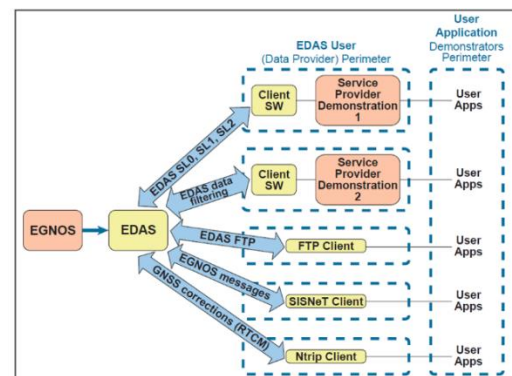 User
Application
Demonstrators
Perimeter
EDAS User
(Data Provider) Perimeter
Client
SW
Service
Provider
Demonstration
1
User
Apps
EDAS SL0, SL1, SL2
Client
SW
Service
Provider
Demonstration
2
User
Apps
EDAS data
filtering
EGNOS
EDAS
EDAS FTP
FTP Client
User
Apps
EGNOS messages
SISNeT Client
User
Apps
GNSS corrections (RTCM)
Ntrip Client
User
Apps